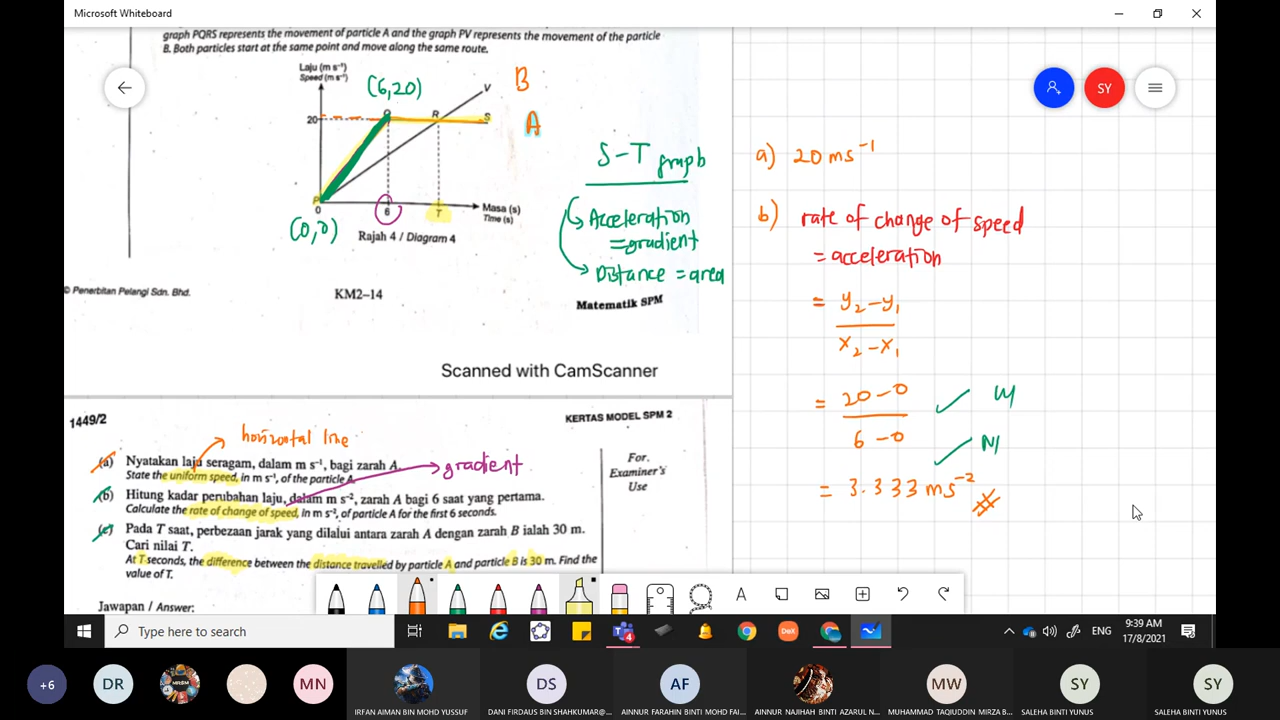 Microsoft Whiteboard
graph PQRS represents the movement of particle A and the graph PV represents the movement of the particle
B. Both particles start at the same point and move along the same route.
Laju (m s⁻¹)
Speed (m s⁻¹)
(6,20)
V
B
20
Q
R
S
A
P
0
6
T
Masa (s)
Time (s)
(0,0)
Rajah 4 / Diagram 4
S-T graph
Acceleration
=gradient
Distance = area
© Penerbitan Pelangi Sdn. Bhd.
KM2–14
Matematik SPM
Scanned with CamScanner
1449/2
KERTAS MODEL SPM 2
horizontal line
(a) Nyatakan laju seragam, dalam m s⁻¹, bagi zarah A.
State the uniform speed, in m s⁻¹, of the particle A.
gradient
(b) Hitung kadar perubahan laju, dalam m s⁻², zarah A bagi 6 saat yang pertama.
Calculate the rate of change of speed, in m s⁻², of particle A for the first 6 seconds.
(c) Pada T saat, perbezaan jarak yang dilalui antara zarah A dengan zarah B ialah 30 m.
Cari nilai T.
At T seconds, the difference between the distance travelled by particle A and particle B is 30 m. Find the
value of T.
Jawapan / Answer:
For
Examiner's
Use
a) 20 ms⁻¹
b) rate of change of speed
= acceleration
= y₂-y₁
x₂-x₁
= 20-0
6-0
= 3.333 ms⁻²
N1
SY
A
Type here to search
4
DeX
ENG
9:39 AM
17/8/2021
+6
DR
MN
DS
AF
MW
SY
SY
IRFAN AIMAN BIN MOHD YUSSUF
DANI FIRDAUS BIN SHAHKUMAR@...
AINNUR FARAHIN BINTI MOHD FAI...
AINNUR NAJIHAH BINTI AZARUL N...
MUHAMMAD TAQIUDDIN MIRZA B...
SALEHA BINTI YUNUS
SALEHA BINTI YUNUS